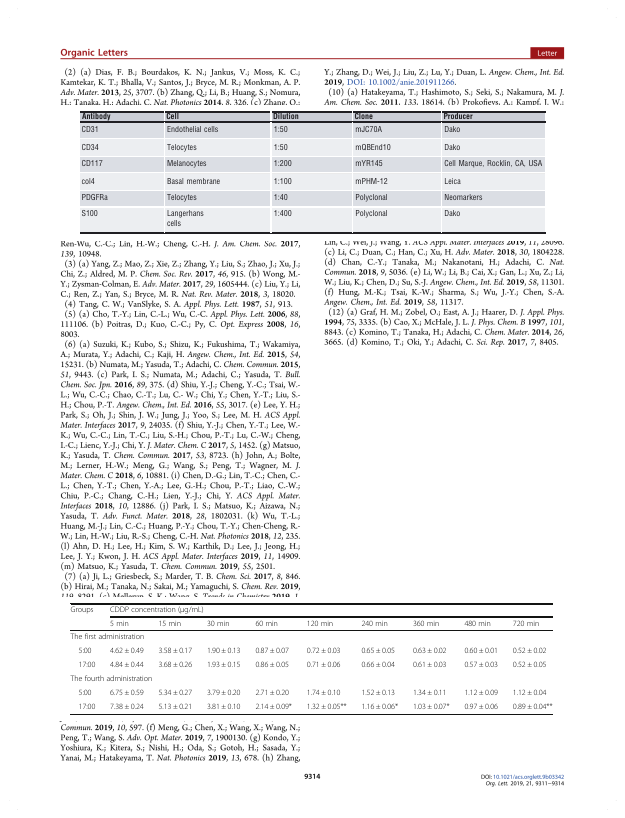 Organic Letters
Letter
(2) (a) Dias, F. B.; Bourdakos, K. N.; Jankus, V.; Moss, K. C.;
Kamtekar, K. T.; Bhalla, V.; Santos, J.; Bryce, M. R.; Monkman, A. P.
Adv. Mater. 2013, 25, 3707. (b) Zhang, Q.; Li, B.; Huang, S.; Nomura,
H.; Tanaka, H.; Adachi, C. Nat. Photonics 2014, 8, 326. (c) Zhang, Q.;
Y.; Zhang, D.; Wei, J.; Liu, Z.; Lu, Y.; Duan, L. Angew. Chem., Int. Ed.
2019, DOI: 10.1002/anie.201911266.
(10) (a) Hatakeyama, T.; Hashimoto, S.; Seki, S.; Nakamura, M. J.
Am. Chem. Soc. 2011, 133, 18614. (b) Prokofievs, A.; Kampf, J. W.;
Antibody Cell Dilution Clone Producer
CD31 Endothelial cells 1:50 mJC70A Dako
CD34 Telocytes 1:50 mQBEnd10 Dako
CD117 Melanocytes 1:200 mYR145 Cell Marque, Rocklin, CA, USA
col4 Basal membrane 1:100 mPHM-12 Leica
PDGFRa Telocytes 1:40 Polyclonal Neomarkers
S100 Langerhans 1:400 Polyclonal Dako
cells
Ren-Wu, C.-C.; Lin, H.-W.; Cheng, C.-H. J. Am. Chem. Soc. 2017,
139, 10948.
(3) (a) Yang, Z.; Mao, Z.; Xie, Z.; Zhang, Y.; Liu, S.; Zhao, J.; Xu, J.;
Chi, Z.; Aldred, M. P. Chem. Soc. Rev. 2017, 46, 915. (b) Wong, M.-
Y.; Zysman-Colman, E. Adv. Mater. 2017, 29, 1605444. (c) Liu, Y.; Li,
C.; Ren, Z.; Yan, S.; Bryce, M. R. Nat. Rev. Mater. 2018, 3, 18020.
(4) Tang, C. W.; VanSlyke, S. A. Appl. Phys. Lett. 1987, 51, 913.
(5) (a) Cho, T.-Y.; Lin, C.-L.; Wu, C.-C. Appl. Phys. Lett. 2006, 88,
111106. (b) Poitras, D.; Kuo, C.-C.; Py, C. Opt. Express 2008, 16,
8003.
(6) (a) Suzuki, K.; Kubo, S.; Shizu, K.; Fukushima, T.; Wakamiya,
A.; Murata, Y.; Adachi, C.; Kaji, H. Angew. Chem., Int. Ed. 2015, 54,
15231. (b) Numata, M.; Yasuda, T.; Adachi, C. Chem. Commun. 2015,
51, 9443. (c) Park, I. S.; Numata, M.; Adachi, C.; Yasuda, T. Bull.
Chem. Soc. Jpn. 2016, 89, 375. (d) Shiu, Y.-J.; Cheng, Y.-C.; Tsai, W.-
L.; Wu, C.-C.; Chao, C.-T.; Lu, C.-W.; Chi, Y.; Chen, Y.-T.; Liu, S.-
H.; Chou, P.-T. Angew. Chem., Int. Ed. 2016, 55, 3017. (e) Lee, Y. H.;
Park, S.; Oh, J.; Shin, J. W.; Jung, J.; Yoo, S.; Lee, M. H. ACS Appl.
Mater. Interfaces 2017, 9, 24035. (f) Shiu, Y.-J.; Chen, Y.-T.; Lee, W.-
K.; Wu, C.-C.; Lin, T.-C.; Liu, S.-H.; Chou, P.-T.; Lu, C.-W.; Cheng,
I.-C.; Lienc, Y.-J.; Chi, Y. J. Mater. Chem. C 2017, 5, 1452. (g) Matsuo,
K.; Yasuda, T. Chem. Commun. 2017, 53, 8723. (h) John, A.; Bolte,
M.; Lerner, H.-W.; Meng, G.; Wang, S.; Peng, T.; Wagner, M. J.
Mater. Chem. C 2018, 6, 10881. (i) Chen, D.-G.; Lin, T.-C.; Chen, C.-
L.; Chen, Y.-T.; Chen, Y.-A.; Lee, G.-H.; Chou, P.-T.; Liao, C.-W.;
Chiu, P.-C.; Chang, C.-H.; Lien, Y.-J.; Chi, Y. ACS Appl. Mater.
Interfaces 2018, 10, 12886. (j) Park, I. S.; Matsuo, K.; Aizawa, N.;
Yasuda, T. Adv. Funct. Mater. 2018, 28, 1802031. (k) Wu, T.-L.;
Huang, M.-J.; Lin, C.-C.; Huang, P.-Y.; Chou, T.-Y.; Chen-Cheng, R.-
W.; Lin, H.-W.; Liu, R.-S.; Cheng, C.-H. Nat. Photonics 2018, 12, 235.
(l) Ahn, D. H.; Lee, H.; Kim, S. W.; Karthik, D.; Lee, J.; Jeong, H.;
Lee, J. Y.; Kwon, J. H. ACS Appl. Mater. Interfaces 2019, 11, 14909.
(m) Matsuo, K.; Yasuda, T. Chem. Commun. 2019, 55, 2501.
(7) (a) Ji, L.; Griesbeck, S.; Marder, T. B. Chem. Sci. 2017, 8, 846.
(b) Hirai, M.; Tanaka, N.; Sakai, M.; Yamaguchi, S. Chem. Rev. 2019,
119, 8291. (c) Mellerup, S. K.; Wang, S. Trends in Chemistry 2019, 1,
Lin, C.; Wei, J.; Wang, Y. ACS Appl. Mater. Interfaces 2019, 11, 28096.
(c) Li, C.; Duan, C.; Han, C.; Xu, H. Adv. Mater. 2018, 30, 1804228.
(d) Chan, C.-Y.; Tanaka, M.; Nakanotani, H.; Adachi, C. Nat.
Commun. 2018, 9, 5036. (e) Li, W.; Li, B.; Cai, X.; Gan, L.; Xu, Z.; Li,
W.; Liu, K.; Chen, D.; Su, S.-J. Angew. Chem., Int. Ed. 2019, 58, 11301.
(f) Hung, M.-K.; Tsai, K.-W.; Sharma, S.; Wu, J.-Y.; Chen, S.-A.
Angew. Chem., Int. Ed. 2019, 58, 11317.
(12) (a) Graf, H. M.; Zobel, O.; East, A. J.; Haarer, D. J. Appl. Phys.
1994, 75, 3335. (b) Cao, X.; McHale, J. L. J. Phys. Chem. B 1997, 101,
8843. (c) Komino, T.; Tanaka, H.; Adachi, C. Chem. Mater. 2014, 26,
3665. (d) Komino, T.; Oki, Y.; Adachi, C. Sci. Rep. 2017, 7, 8405.
Groups CDDP concentration (μg/mL)
5 min 15 min 30 min 60 min 120 min 240 min 360 min 480 min 720 min
The first administration
5:00 4.62 ± 0.49 3.58 ± 0.17 1.90 ± 0.13 0.87 ± 0.07 0.72 ± 0.03 0.65 ± 0.05 0.63 ± 0.02 0.60 ± 0.01 0.52 ± 0.02
17:00 4.84 ± 0.44 3.68 ± 0.26 1.93 ± 0.15 0.86 ± 0.05 0.71 ± 0.06 0.66 ± 0.04 0.61 ± 0.03 0.57 ± 0.03 0.52 ± 0.05
The fourth administration
5:00 6.75 ± 0.59 5.34 ± 0.27 3.79 ± 0.20 2.71 ± 0.20 1.74 ± 0.10 1.52 ± 0.13 1.34 ± 0.11 1.12 ± 0.09 1.12 ± 0.04
17:00 7.38 ± 0.24 5.13 ± 0.21 3.81 ± 0.10 2.14 ± 0.09* 1.32 ± 0.05** 1.16 ± 0.06* 1.03 ± 0.07* 0.97 ± 0.06 0.89 ± 0.04**
Commun. 2019, 10, 597. (f) Meng, G.; Chen, X.; Wang, X.; Wang, N.;
Peng, T.; Wang, S. Adv. Opt. Mater. 2019, 7, 1900130. (g) Kondo, Y.;
Yoshiura, K.; Kitera, S.; Nishi, H.; Oda, S.; Gotoh, H.; Sasada, Y.;
Yanai, M.; Hatakeyama, T. Nat. Photonics 2019, 13, 678. (h) Zhang,
9314
DOI: 10.1021/acs.orglett.9b03342
Org. Lett. 2019, 21, 9311−9314